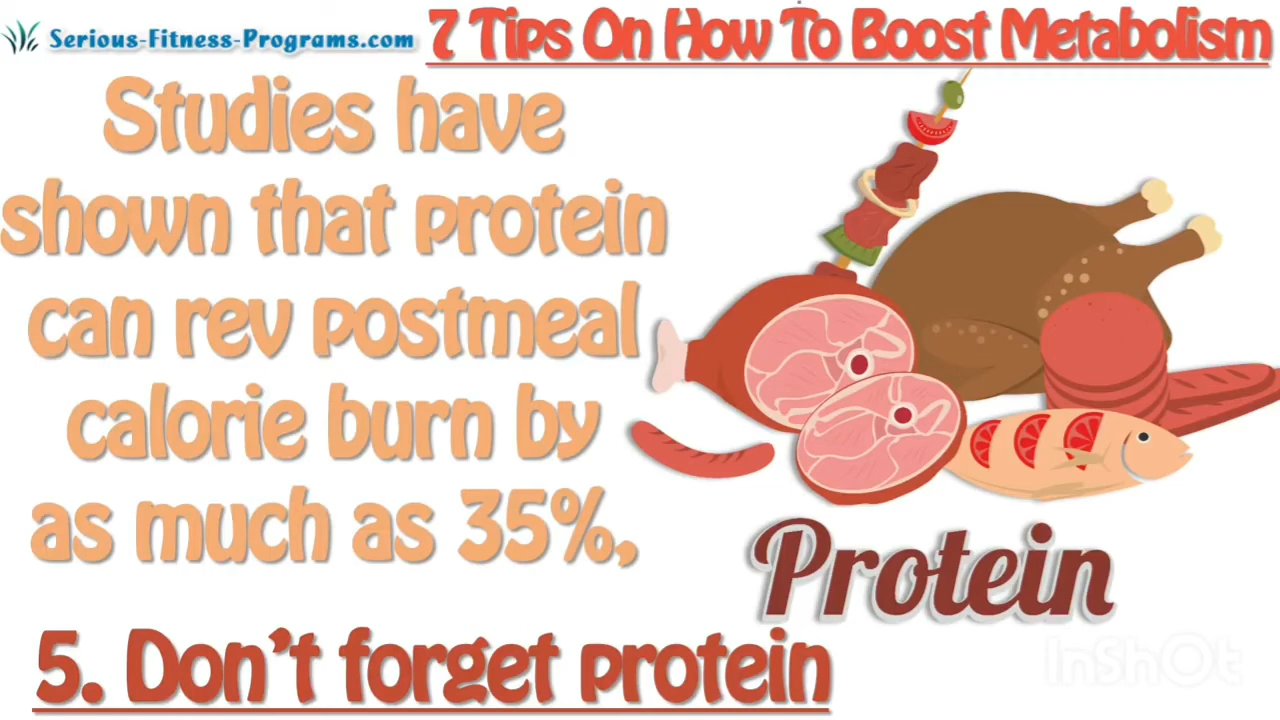 Serious-Fitness-Programs.com
7 Tips On How To Boost Metabolism
Studies have
shown that protein
can rev postmeal
calorie burn by
as much as 35%,
Protein
5. Don't forget protein
InShOt